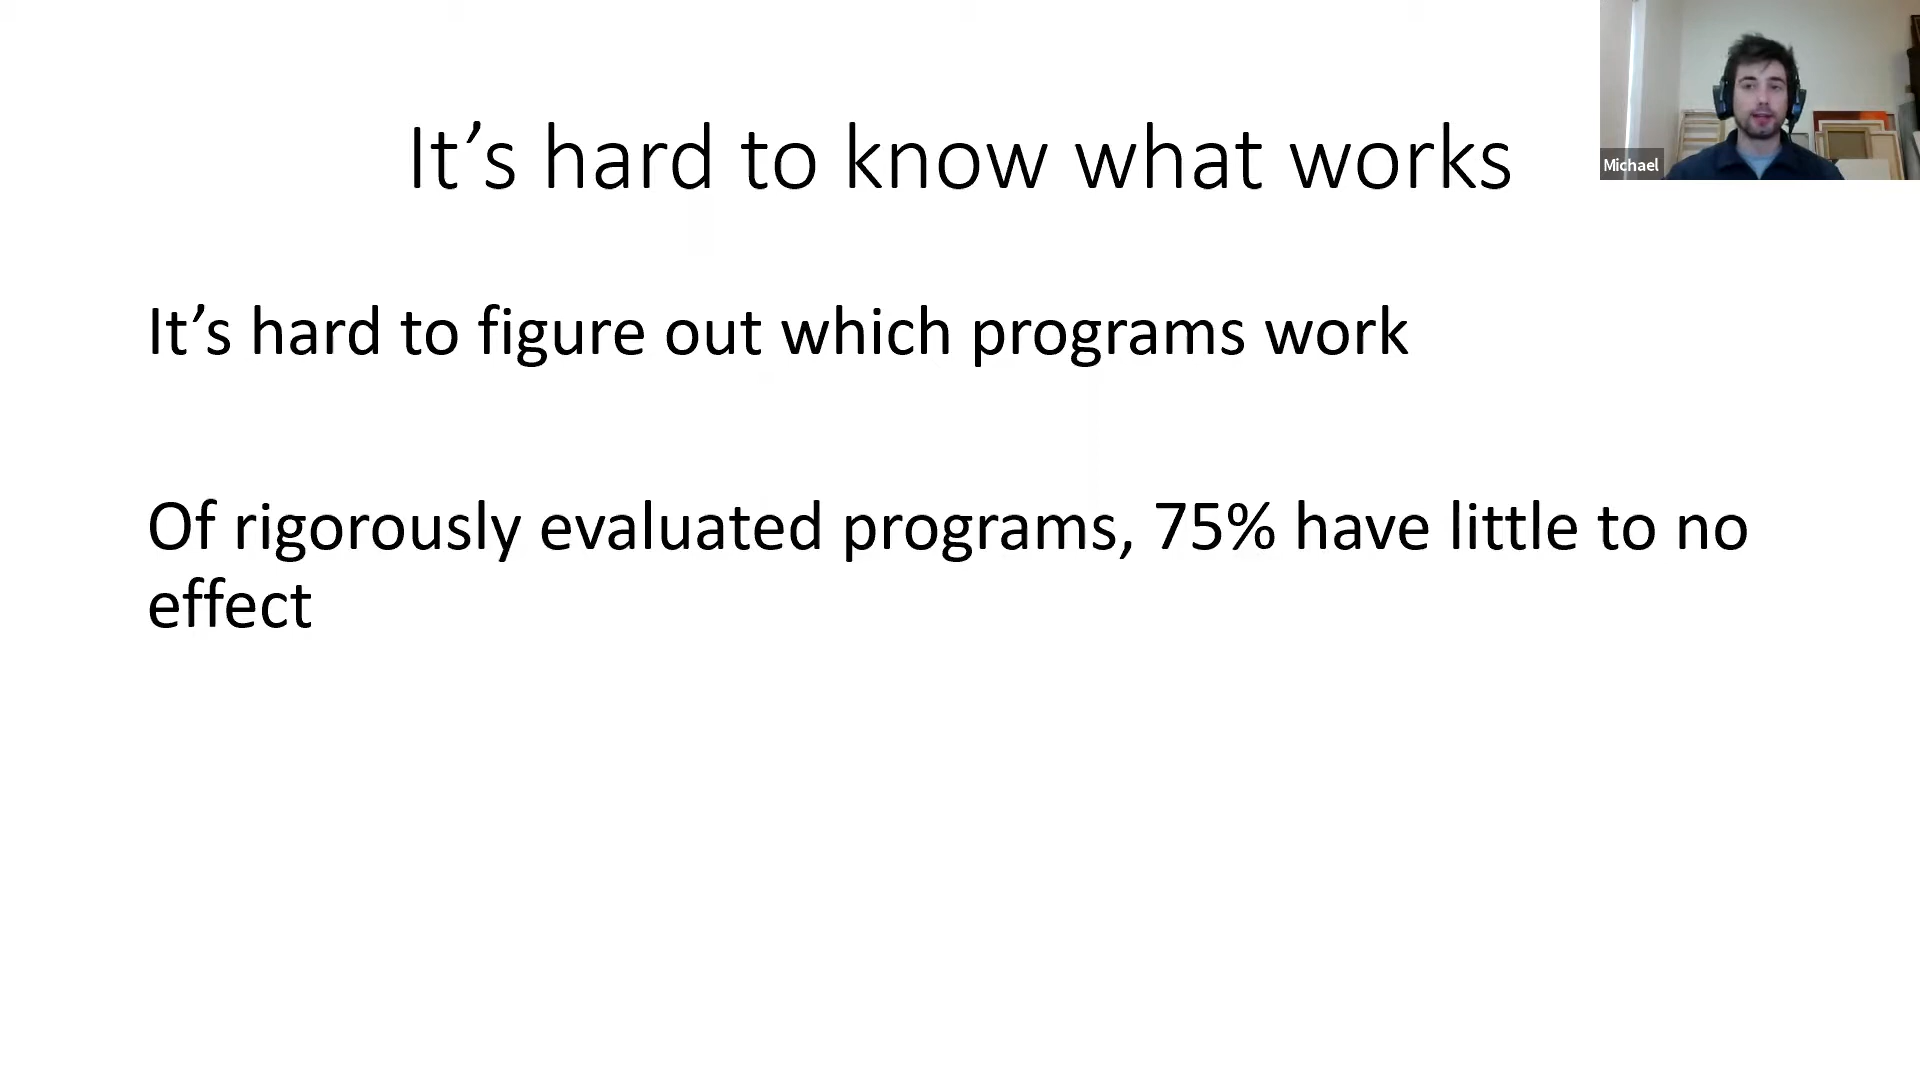 It’s hard to know what works
Michael
It’s hard to figure out which programs work
Of rigorously evaluated programs, 75% have little to no
effect